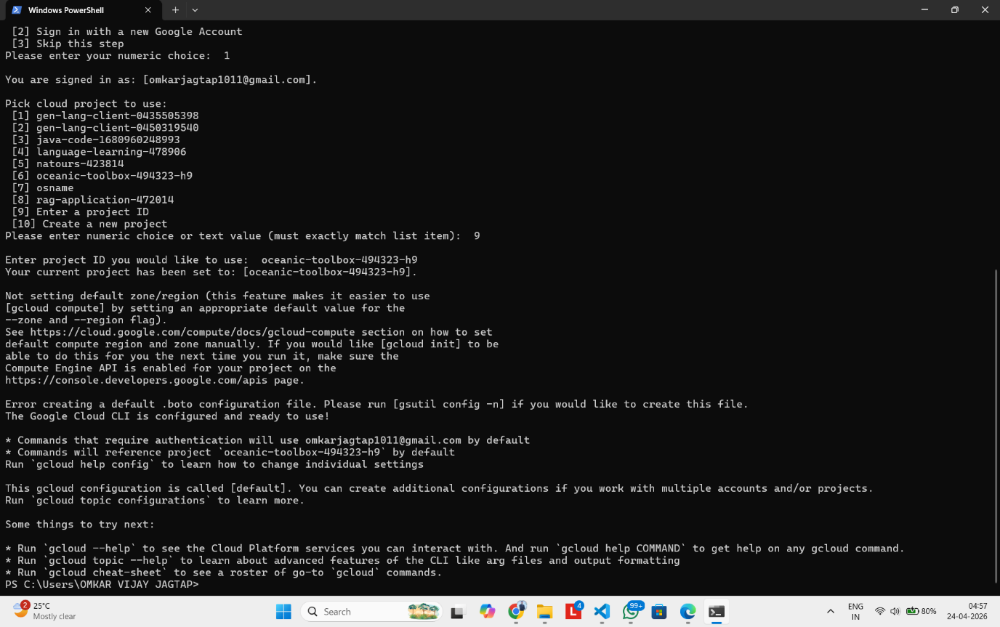 Windows PowerShell
[2] Sign in with a new Google Account
[3] Skip this step
Please enter your numeric choice:  1
You are signed in as: [omkarjagtap1011@gmail.com].
Pick cloud project to use:
[1] gen-lang-client-0435505398
[2] gen-lang-client-0450319540
[3] java-code-1680960248993
[4] language-learning-478906
[5] natours-423814
[6] oceanic-toolbox-494323-h9
[7] osname
[8] rag-application-472014
[9] Enter a project ID
[10] Create a new project
Please enter numeric choice or text value (must exactly match list item):  9
Enter project ID you would like to use:  oceanic-toolbox-494323-h9
Your current project has been set to: [oceanic-toolbox-494323-h9].
Not setting default zone/region (this feature makes it easier to use
[gcloud compute] by setting an appropriate default value for the
--zone and --region flag).
See https://cloud.google.com/compute/docs/gcloud-compute section on how to set
default compute region and zone manually. If you would like [gcloud init] to be
able to do this for you the next time you run it, make sure the
Compute Engine API is enabled for your project on the
https://console.developers.google.com/apis page.
Error creating a default .boto configuration file. Please run [gsutil config -n] if you would like to create this file.
The Google Cloud CLI is configured and ready to use!
* Commands that require authentication will use omkarjagtap1011@gmail.com by default
* Commands will reference project `oceanic-toolbox-494323-h9` by default
Run `gcloud help config` to learn how to change individual settings
This gcloud configuration is called [default]. You can create additional configurations if you work with multiple accounts and/or projects.
Run `gcloud topic configurations` to learn more.
Some things to try next:
* Run `gcloud --help` to see the Cloud Platform services you can interact with. And run `gcloud help COMMAND` to get help on any gcloud command.
* Run `gcloud topic --help` to learn about advanced features of the CLI like arg files and output formatting
* Run `gcloud cheat-sheet` to see a roster of go-to `gcloud` commands.
PS C:\Users\OMKAR VIJAY JAGTAP>
2
25°C
Mostly clear
Search
L
4
99+
ENG
IN
80%
04:57
24-04-2026